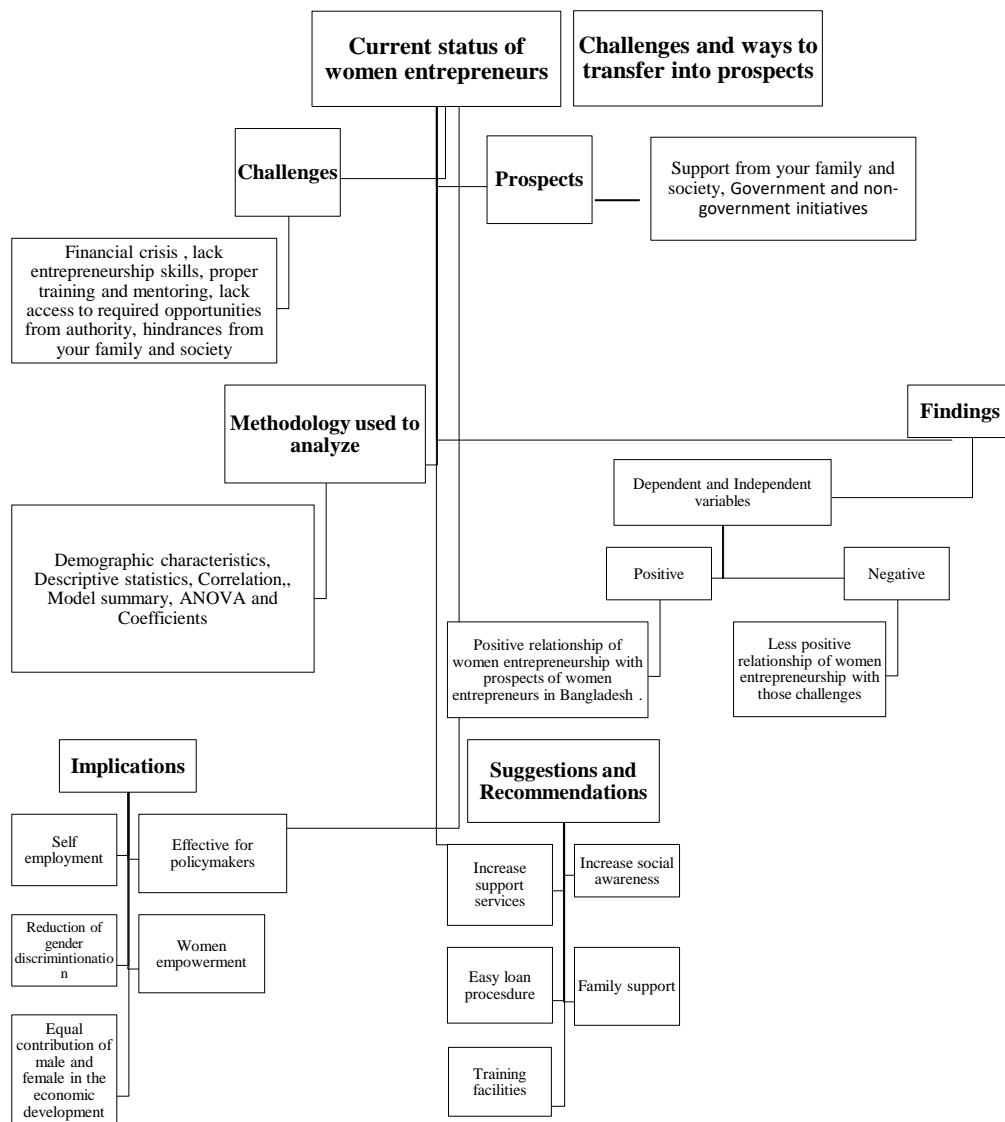 Current status of
women entrepreneurs
Challenges and ways to
transfer into prospects
Challenges
Prospects
Support from your family and
society, Government and non-
government initiatives
Financial crisis , lack
entrepreneurship skills, proper
training and mentoring, lack
access to required opportunities
from authority, hindrances from
your family and society
Methodology used to
analyze
Findings
Dependent and Independent
variables
Demographic characteristics,
Descriptive statistics, Correlation,,
Model summary, ANOVA and
Coefficients
Positive
Negative
Positive relationship of
women entrepreneurship with
prospects of women
entrepreneurs in Bangladesh .
Less positive
relationship of women
entrepreneurship with
those challenges
Implications
Self
employment
Effective for
policymakers
Reduction of
gender
discrimintionatio
n
Women
empowerment
Equal
contribution of
male and
female in the
economic
development
Suggestions and
Recommendations
Increase
support
services
Increase social
awareness
Easy loan
procesdure
Family support
Training
facilities